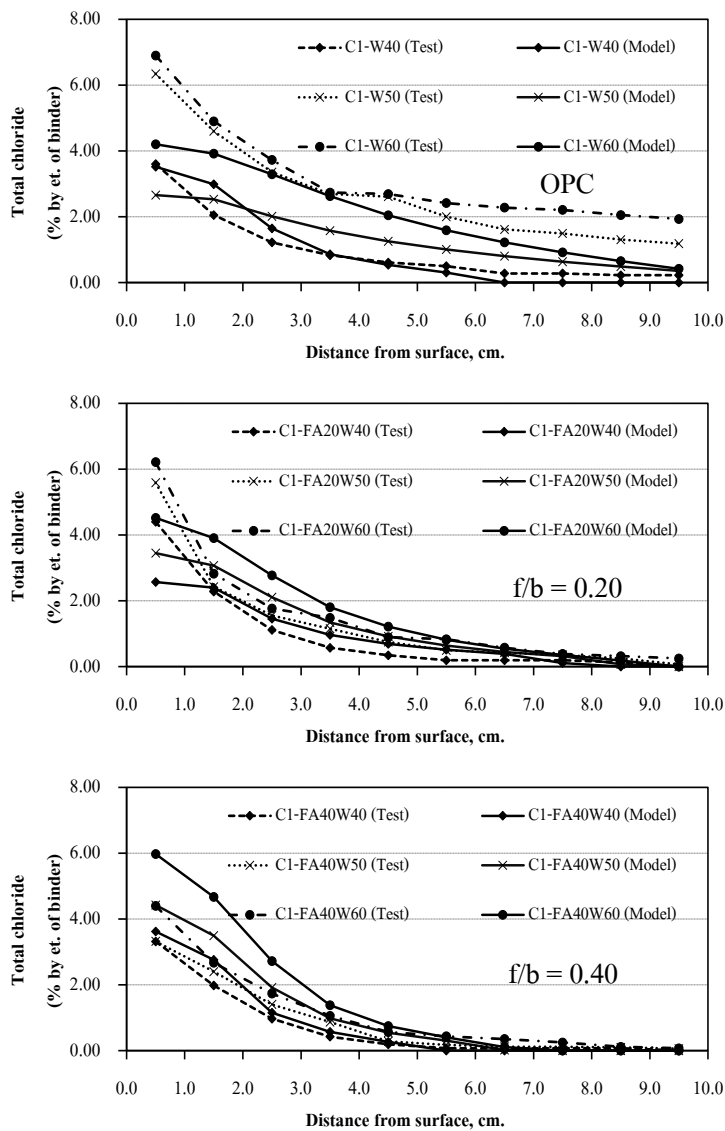 8.00
C1-W40 (Test) C1-W40 (Model)
6.00
C1-W50 (Test) C1-W50 (Model)
4.00
C1-W60 (Test) C1-W60 (Model)
OPC
2.00
0.00
Total chloride
(% by et. of binder)
0.0 1.0 2.0 3.0 4.0 5.0 6.0 7.0 8.0 9.0 10.0
Distance from surface, cm.
8.00
C1-FA20W40 (Test) C1-FA20W40 (Model)
6.00
C1-FA20W50 (Test) C1-FA20W50 (Model)
4.00
C1-FA20W60 (Test) C1-FA20W60 (Model)
f/b = 0.20
2.00
0.00
Total chloride
(% by et. of binder)
0.0 1.0 2.0 3.0 4.0 5.0 6.0 7.0 8.0 9.0 10.0
Distance from surface, cm.
8.00
C1-FA40W40 (Test) C1-FA40W40 (Model)
6.00
C1-FA40W50 (Test) C1-FA40W50 (Model)
4.00
C1-FA40W60 (Test) C1-FA40W60 (Model)
f/b = 0.40
2.00
0.00
Total chloride
(% by et. of binder)
0.0 1.0 2.0 3.0 4.0 5.0 6.0 7.0 8.0 9.0 10.0
Distance from surface, cm.